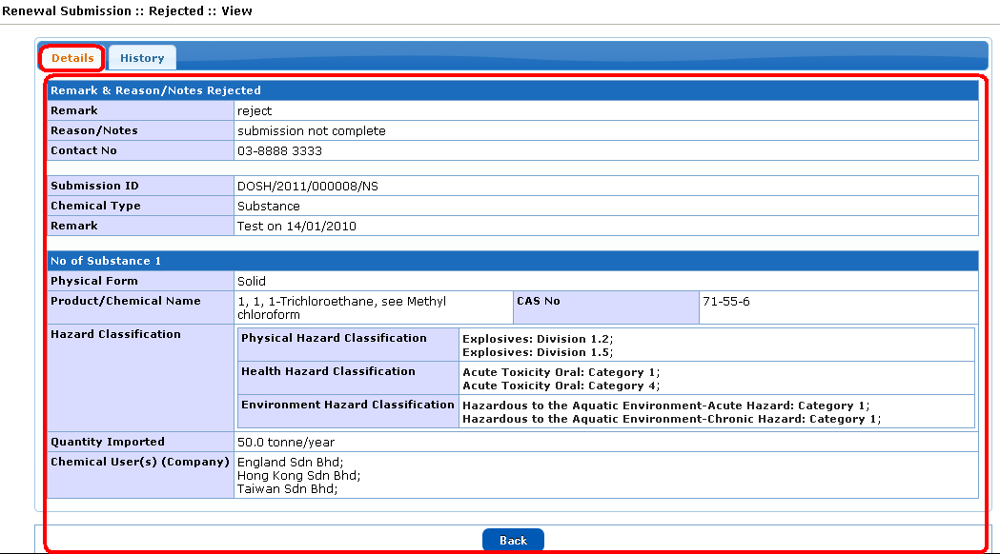 Renewal Submission :: Rejected :: View
Details History
Remark & Reason/Notes Rejected
Remark reject
Reason/Notes submission not complete
Contact No 03-8888 3333
Submission ID DOSH/2011/000008/NS
Chemical Type Substance
Remark Test on 14/01/2010
No of Substance 1
Physical Form Solid
Product/Chemical Name 1, 1, 1-Trichloroethane, see Methyl
chloroform
CAS No 71-55-6
Hazard Classification
Physical Hazard Classification Explosives: Division 1.2;
Explosives: Division 1.5;
Health Hazard Classification Acute Toxicity Oral: Category 1;
Acute Toxicity Oral: Category 4;
Environment Hazard Classification Hazardous to the Aquatic Environment-Acute Hazard: Category 1;
Hazardous to the Aquatic Environment-Chronic Hazard: Category 1;
Quantity Imported 50.0 tonne/year
Chemical User(s) (Company) England Sdn Bhd;
Hong Kong Sdn Bhd;
Taiwan Sdn Bhd;
Back